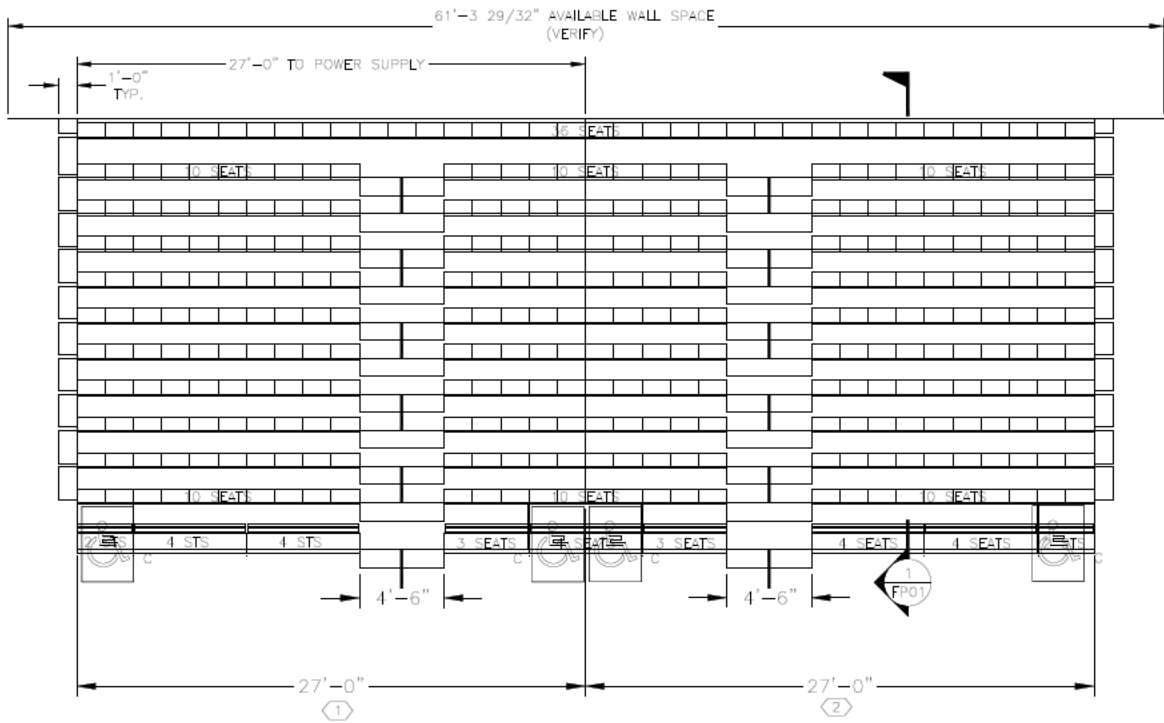 61'-3 29/32" AVAILABLE WALL SPACE
(VERIFY)
27'-0" TO POWER SUPPLY
1'-0"
TYP.
36 SEATS
10 SEATS 10 SEATS 10 SEATS
10 SEATS 10 SEATS 10 SEATS
4 STS 4 STS 3 SEATS 4 SEATS 3 SEATS 4 SEATS 4 SEATS
C C C
1
FP01
4'-6" 4'-6"
27'-0" 27'-0"
1 2